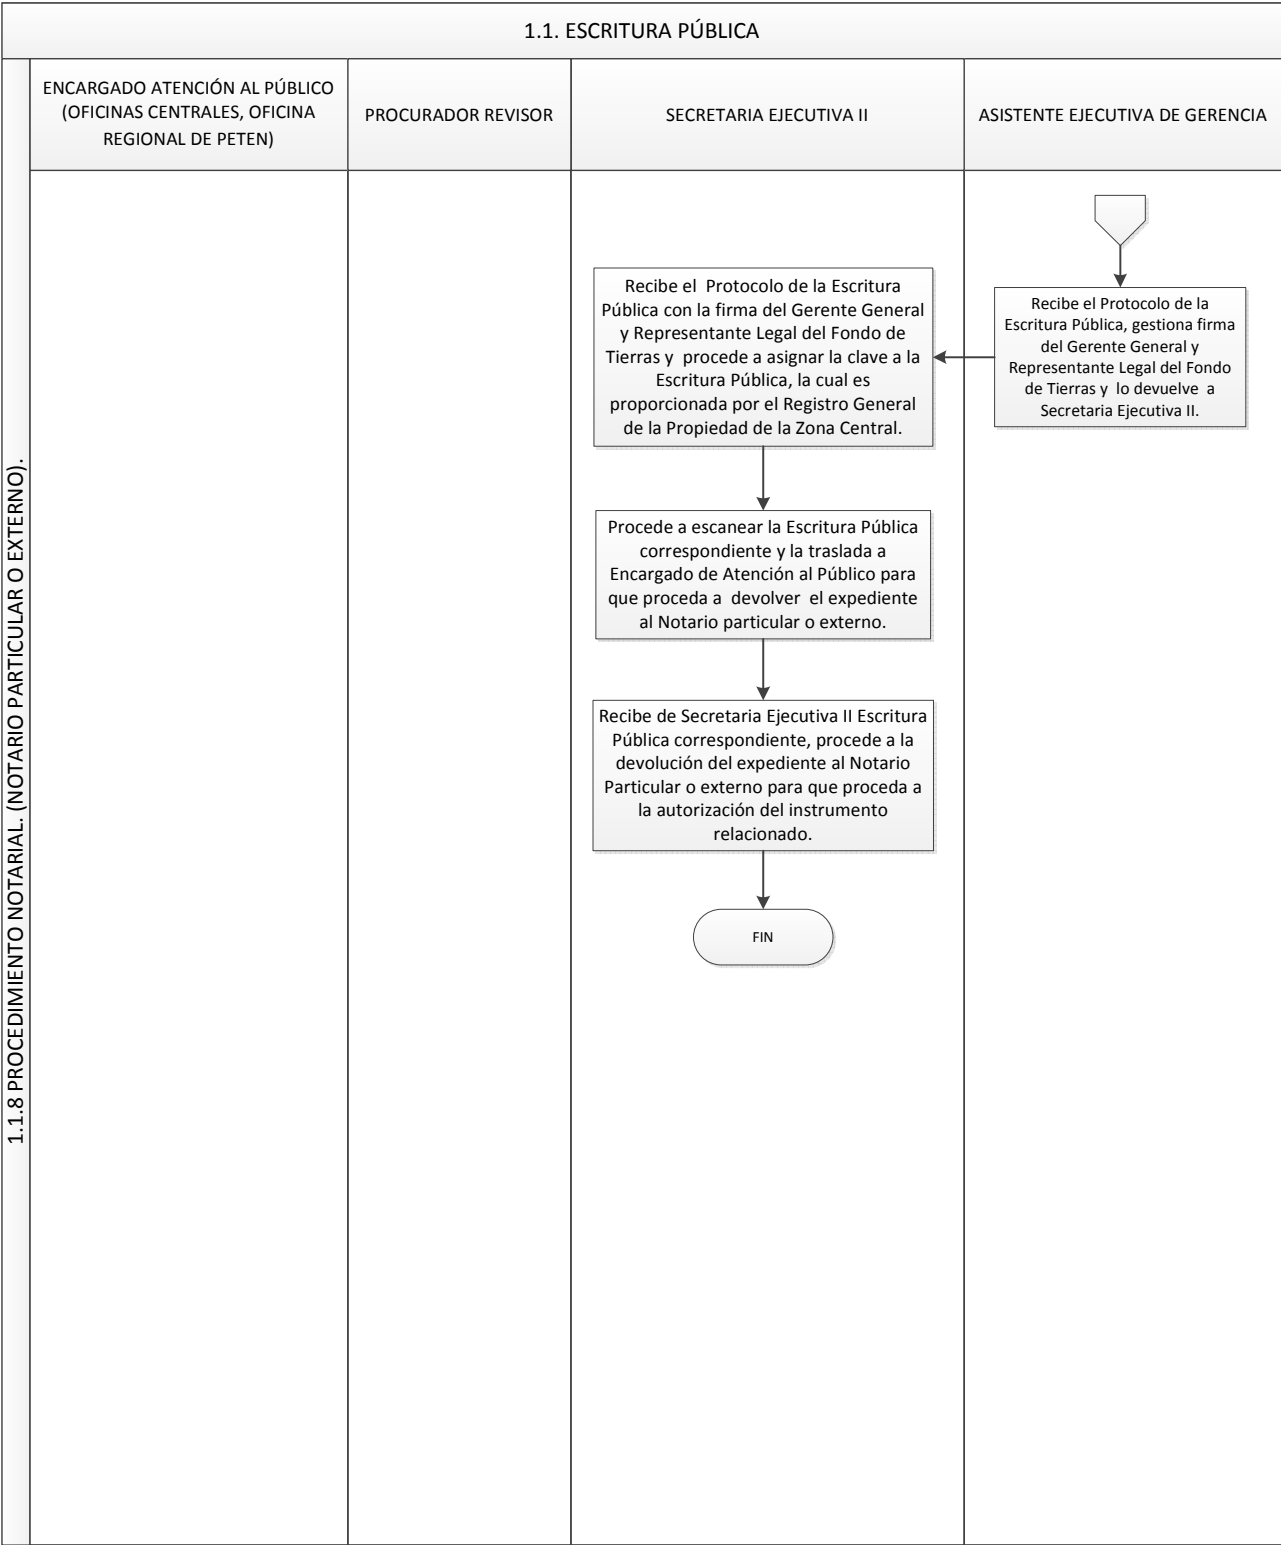 1.1. ESCRITURA PÚBLICA
1.1.8 PROCEDIMIENTO NOTARIAL. (NOTARIO PARTICULAR O EXTERNO).
ENCARGADO ATENCIÓN AL PÚBLICO
(OFICINAS CENTRALES, OFICINA
REGIONAL DE PETEN)
PROCURADOR REVISOR
SECRETARIA EJECUTIVA II
ASISTENTE EJECUTIVA DE GERENCIA
Recibe el Protocolo de la
Escritura Pública, gestiona firma
del Gerente General y
Representante Legal del Fondo
de Tierras y lo devuelve a
Secretaria Ejecutiva II.
Recibe el Protocolo de la Escritura
Pública con la firma del Gerente General
y Representante Legal del Fondo de
Tierras y procede a asignar la clave a la
Escritura Pública, la cual es
proporcionada por el Registro General
de la Propiedad de la Zona Central.
Procede a escanear la Escritura Pública
correspondiente y la traslada a
Encargado de Atención al Público para
que proceda a devolver el expediente
al Notario particular o externo.
Recibe de Secretaria Ejecutiva II Escritura
Pública correspondiente, procede a la
devolución del expediente al Notario
Particular o externo para que proceda a
la autorización del instrumento
relacionado.
FIN